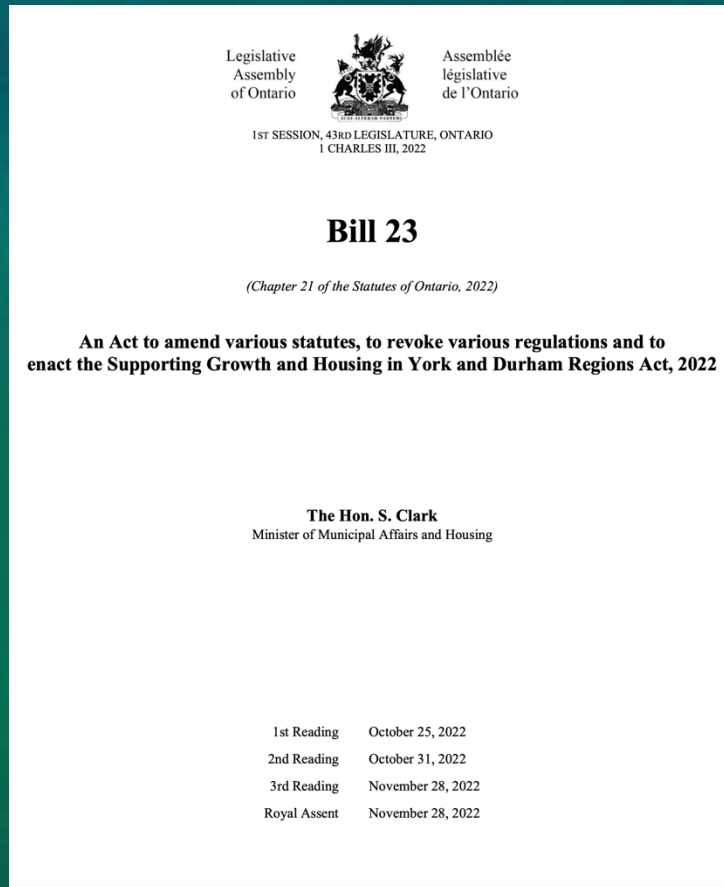 Legislative
Assembly
of Ontario
Assemblée
législative
de l'Ontario
AUDI ALTERAM PARTEM
1ST SESSION, 43RD LEGISLATURE, ONTARIO
1 CHARLES III, 2022
Bill 23
(Chapter 21 of the Statutes of Ontario, 2022)
An Act to amend various statutes, to revoke various regulations and to
enact the Supporting Growth and Housing in York and Durham Regions Act, 2022
The Hon. S. Clark
Minister of Municipal Affairs and Housing
1st Reading October 25, 2022
2nd Reading October 31, 2022
3rd Reading November 28, 2022
Royal Assent November 28, 2022